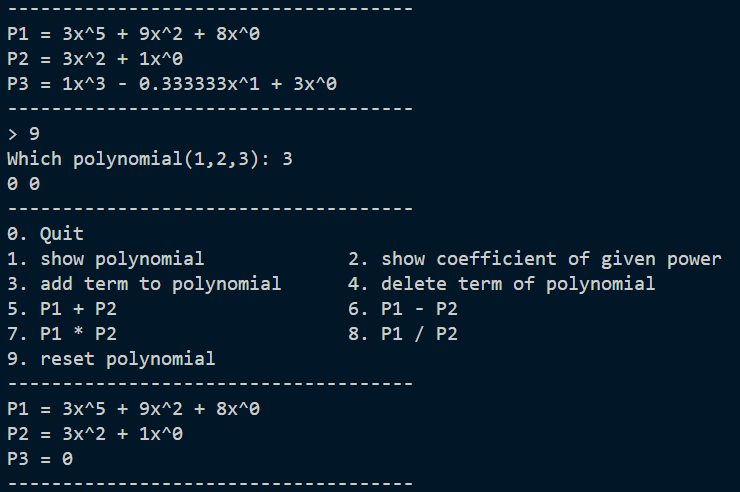 -------------------------------------
P1 = 3x^5 + 9x^2 + 8x^0
P2 = 3x^2 + 1x^0
P3 = 1x^3 - 0.333333x^1 + 3x^0
-------------------------------------
> 9
Which polynomial(1,2,3): 3
0 0
-------------------------------------
0. Quit
1. show polynomial             2. show coefficient of given power
3. add term to polynomial      4. delete term of polynomial
5. P1 + P2                     6. P1 - P2
7. P1 * P2                     8. P1 / P2
9. reset polynomial
-------------------------------------
P1 = 3x^5 + 9x^2 + 8x^0
P2 = 3x^2 + 1x^0
P3 = 0
-------------------------------------